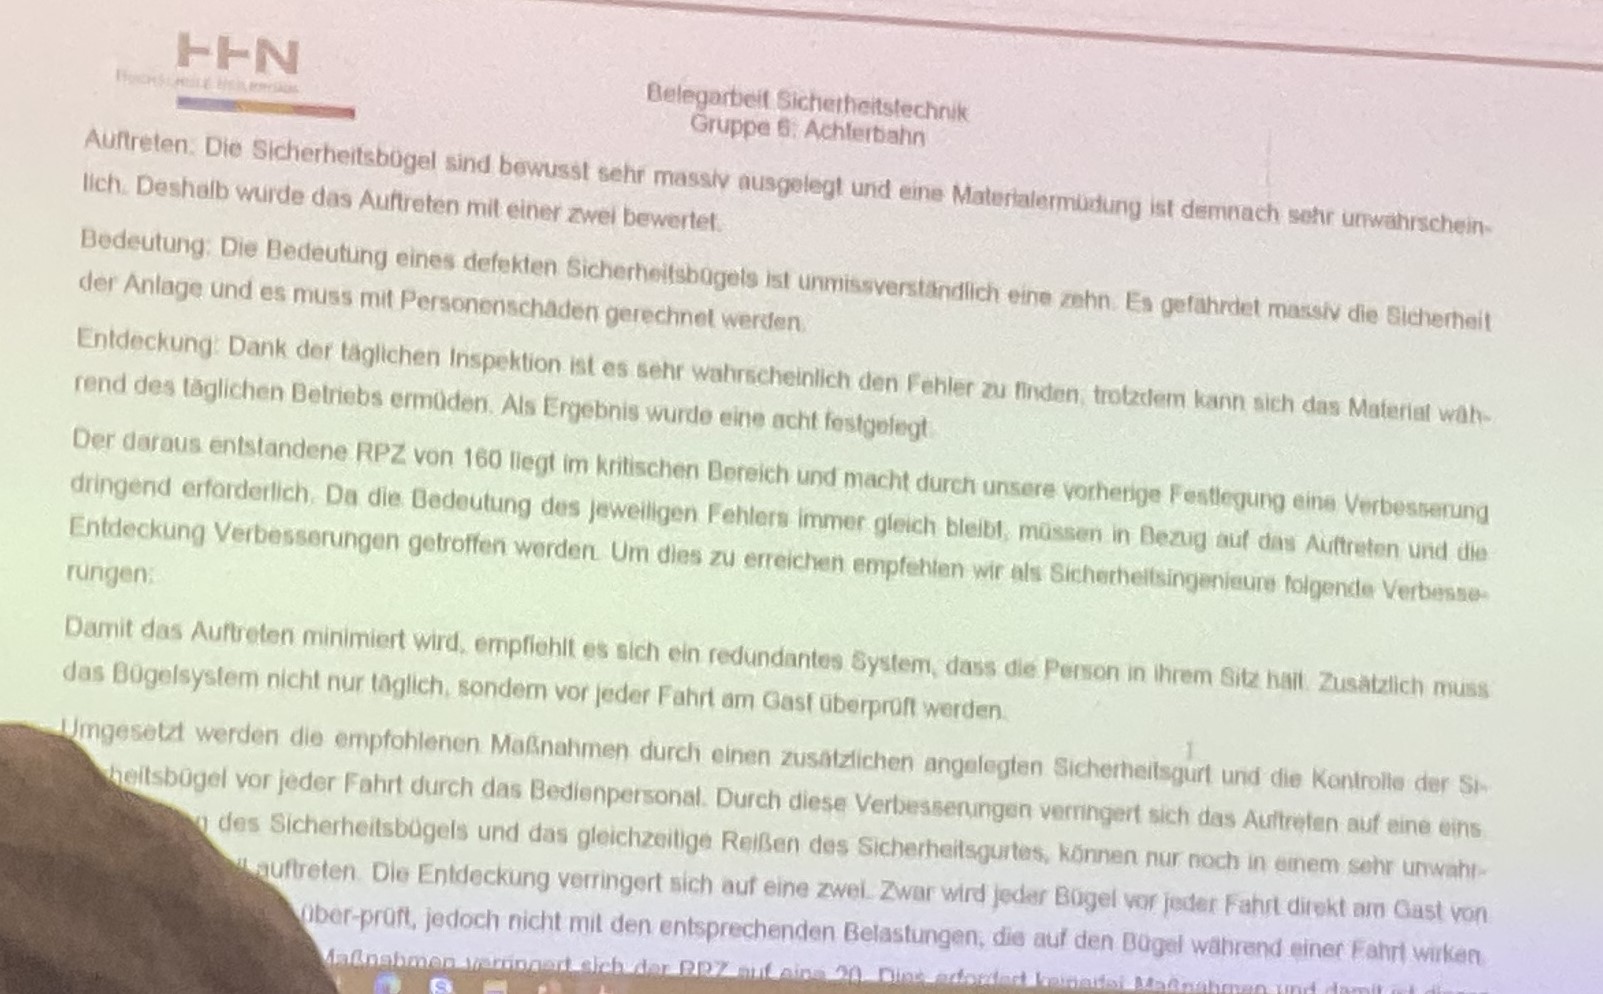 HHN
HOCHSCHULE HEILBRONN
Belegarbeit Sicherheitstechnik
Gruppe 6: Achterbahn
Auftreten: Die Sicherheitsbügel sind bewusst sehr massiv ausgelegt und eine Materialermüdung ist demnach sehr unwahrschein-
lich. Deshalb wurde das Auftreten mit einer zwei bewertet.
Bedeutung: Die Bedeutung eines defekten Sicherheitsbügels ist unmissverständlich eine zehn. Es gefährdet massiv die Sicherheit
der Anlage und es muss mit Personenschäden gerechnet werden.
Entdeckung: Dank der täglichen Inspektion ist es sehr wahrscheinlich den Fehler zu finden, trotzdem kann sich das Material wäh-
rend des täglichen Betriebs ermüden. Als Ergebnis wurde eine acht festgelegt.
Der daraus entstandene RPZ von 160 liegt im kritischen Bereich und macht durch unsere vorherige Festlegung eine Verbesserung
dringend erforderlich. Da die Bedeutung des jeweiligen Fehlers immer gleich bleibt, müssen in Bezug auf das Auftreten und die
Entdeckung Verbesserungen getroffen werden. Um dies zu erreichen empfehlen wir als Sicherheitsingenieure folgende Verbesse-
rungen:
Damit das Auftreten minimiert wird, empfiehlt es sich ein redundantes System, dass die Person in ihrem Sitz hält. Zusätzlich muss
das Bügelsystem nicht nur täglich, sondern vor jeder Fahrt am Gast überprüft werden.
Umgesetzt werden die empfohlenen Maßnahmen durch einen zusätzlichen angelegten Sicherheitsgurt und die Kontrolle der Si-
heitsbügel vor jeder Fahrt durch das Bedienpersonal. Durch diese Verbesserungen verringert sich das Auftreten auf eine eins.
des Sicherheitsbügels und das gleichzeitige Reißen des Sicherheitsgurtes, können nur noch in einem sehr unwahr-
auftreten. Die Entdeckung verringert sich auf eine zwei. Zwar wird jeder Bügel vor jeder Fahrt direkt am Gast von
über-prüft, jedoch nicht mit den entsprechenden Belastungen, die auf den Bügel während einer Fahrt wirken.
Maßnahmen verringert sich der RPZ auf eine 20. Dies erfordert keinerlei Maßnahmen und damit ist